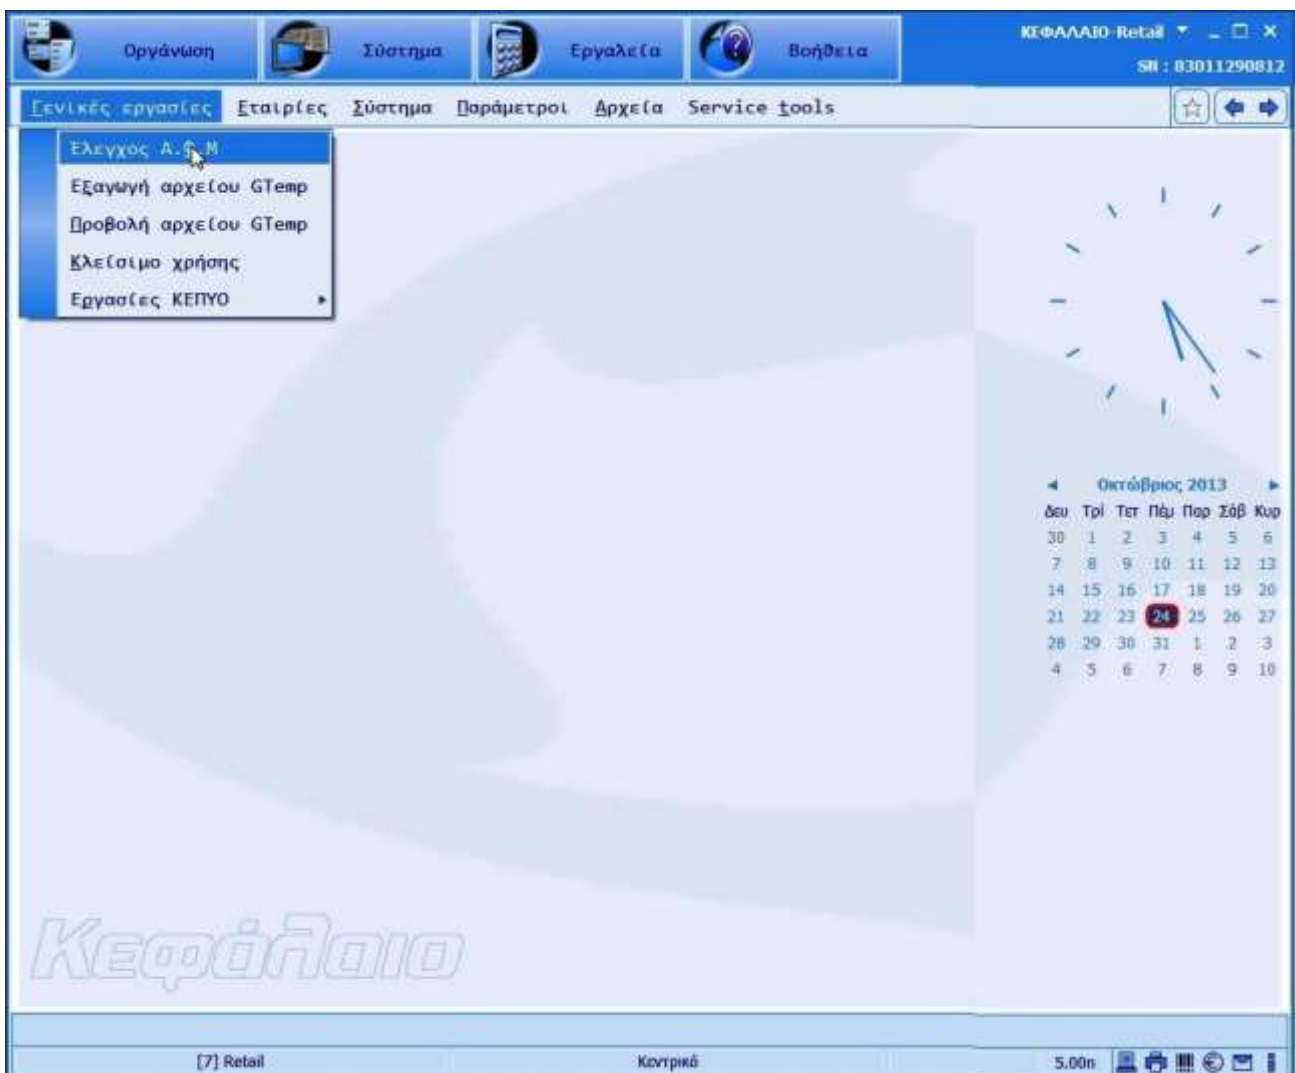 Οργάνωση Σύστημα Εργαλεία Βοήθεια
ΚΕΦΑΛΑΙΟ-Retail
SN : 83011290812
Γενικές εργασίες Εταιρίες Σύστημα Παράμετροι Αρχεία Service tools
Έλεγχος Α.Φ.Μ
Εξαγωγή αρχείου GTemp
Προβολή αρχείου GTemp
Κλείσιμο χρήσης
Εργασίες ΚΕΠΥΟ
Οκτώβριος 2013
Δευ Τρί Τετ Πέμ Παρ Σάβ Κυρ
30 1 2 3 4 5 6
7 8 9 10 11 12 13
14 15 16 17 18 19 20
21 22 23 24 25 26 27
28 29 30 31 1 2 3
4 5 6 7 8 9 10
Κεφάλαιο
[7] Retail Κεντρικό 5.00n